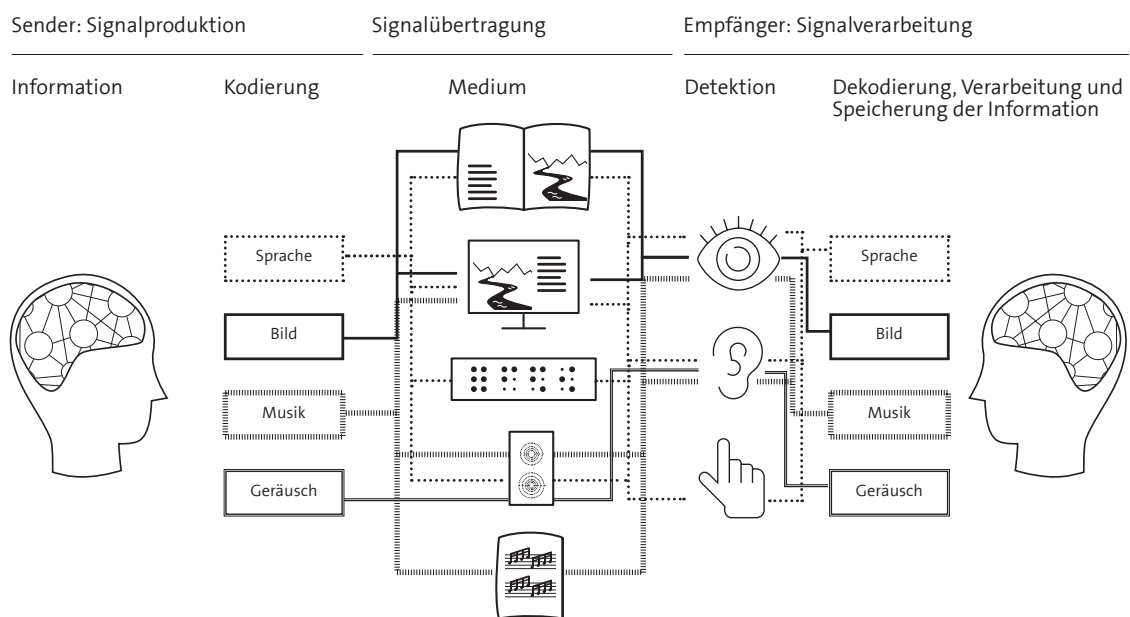 Sender: Signalproduktion
Signalübertragung
Empfänger: Signalverarbeitung
Information
Kodierung
Medium
Detektion
Dekodierung, Verarbeitung und
Speicherung der Information
Sprache
Sprache
Bild
Bild
Musik
Musik
Geräusch
Geräusch